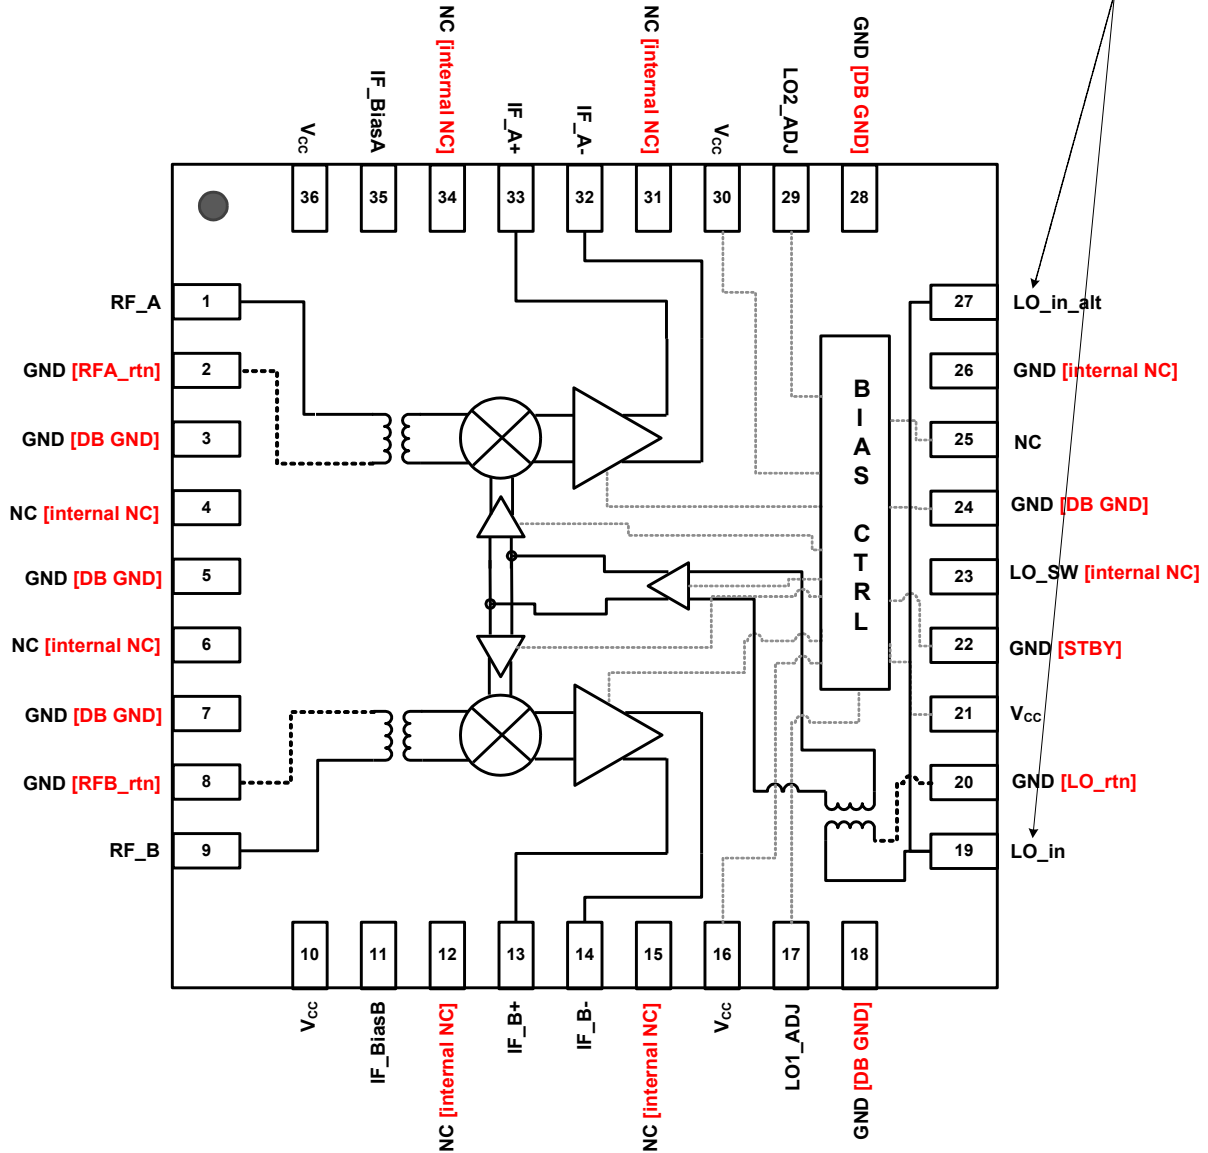 NC [internal NC]
NC [internal NC]
GND [DB GND]
IF_BiasA
IF_A+
IF_A-
LO2_ADJ
VCC
VCC
36
35
34
33
32
31
30
29
28
RF_A
1
27
LO_in_alt
GND [RFA_rtn]
2
26
GND [internal NC]
GND [DB GND]
3
25
NC
NC [internal NC]
4
24
GND [DB GND]
GND [DB GND]
5
23
LO_SW [internal NC]
NC [internal NC]
6
22
GND [STBY]
GND [DB GND]
7
21
VCC
GND [RFB_rtn]
8
20
GND [LO_rtn]
RF_B
9
19
LO_in
BIAS CTRL
10
11
12
13
14
15
16
17
18
VCC
IF_BiasB
NC [internal NC]
IF_B+
IF_B-
NC [internal NC]
VCC
LO1_ADJ
GND [DB GND]